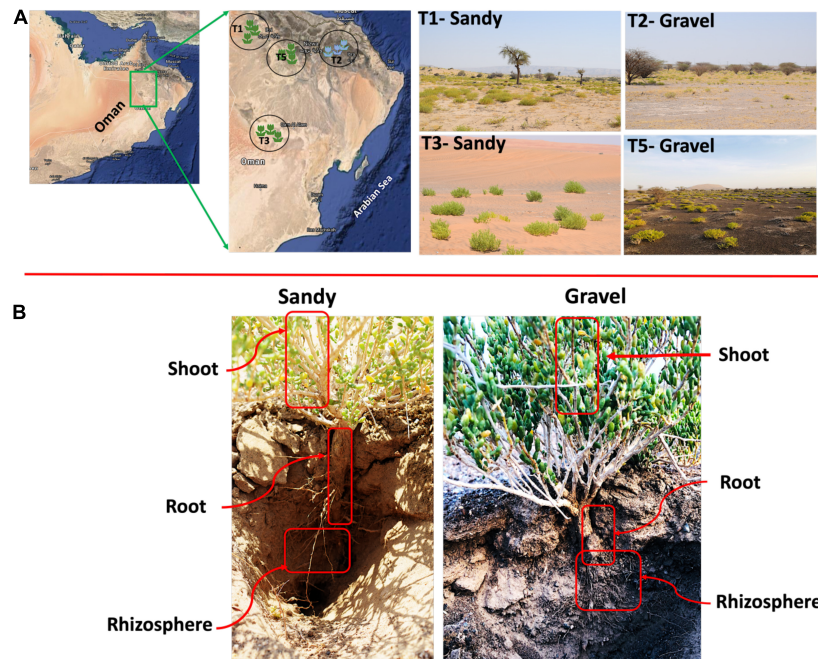 A
Oman
T1
T5
T2
T3
Oman
Arabian Sea
T1- Sandy
T2- Gravel
T3- Sandy
T5- Gravel
B
Sandy
Gravel
Shoot
Root
Rhizosphere
Shoot
Root
Rhizosphere